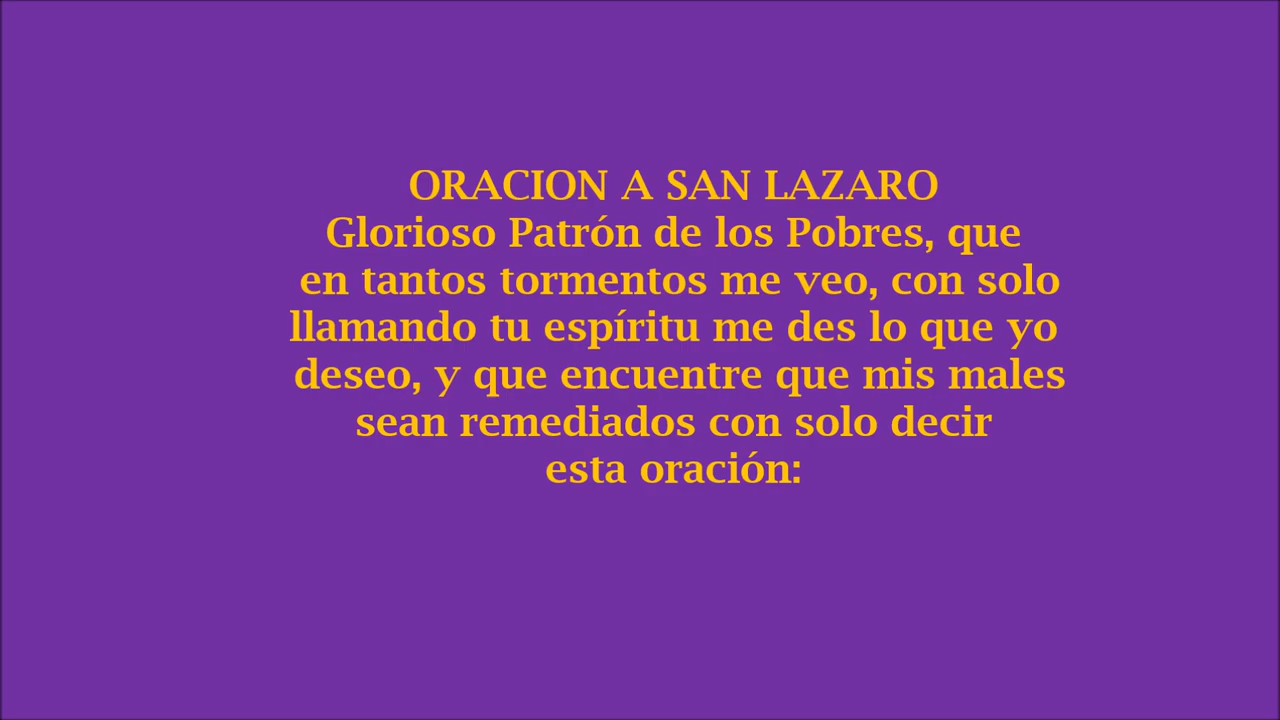 ORACION A SAN LAZARO
Glorioso Patrón de los Pobres, que
en tantos tormentos me veo, con solo
llamando tu espíritu me des lo que yo
deseo, y que encuentre que mis males
sean remediados con solo decir
esta oración: